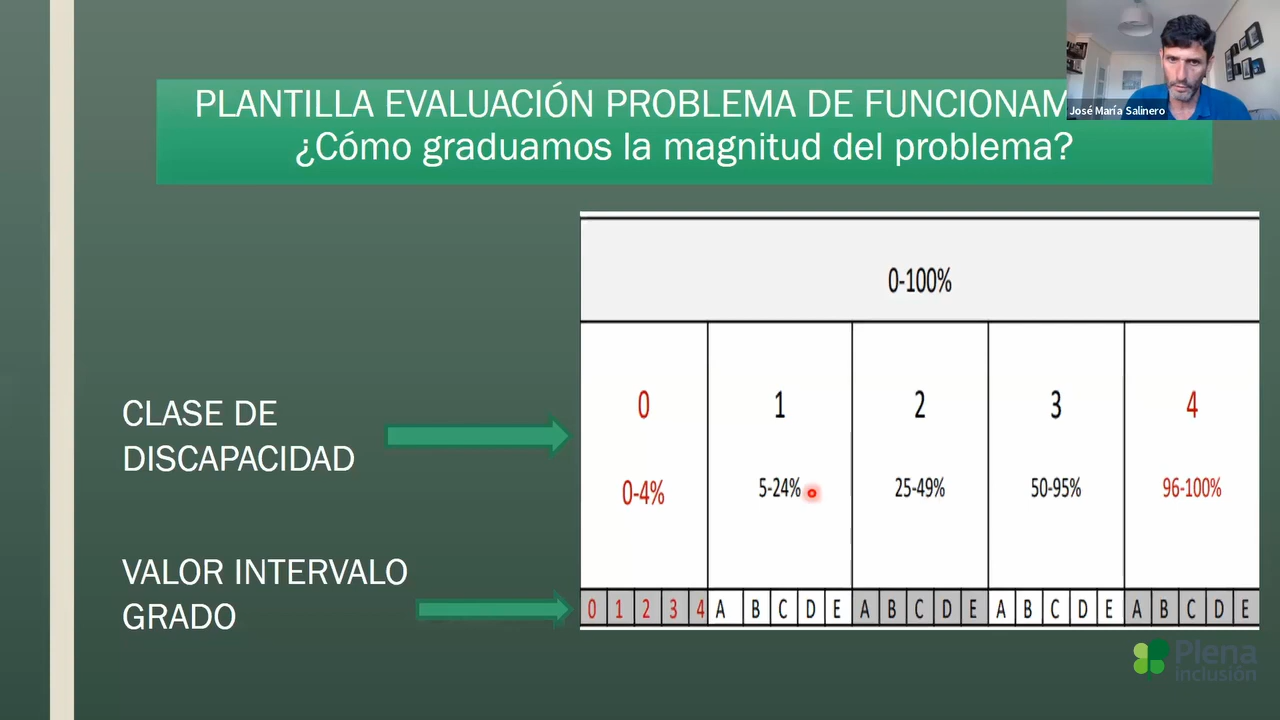 PLANTILLA EVALUACIÓN PROBLEMA DE FUNCIONAM
¿Cómo graduamos la magnitud del problema?
José María Salinero
0-100%
CLASE DE
DISCAPACIDAD
0 1 2 3 4
0-4% 5-24% 25-49% 50-95% 96-100%
VALOR INTERVALO
GRADO
0 1 2 3 4 A B C D E A B C D E A B C D E A B C D E
Plena
inclusión